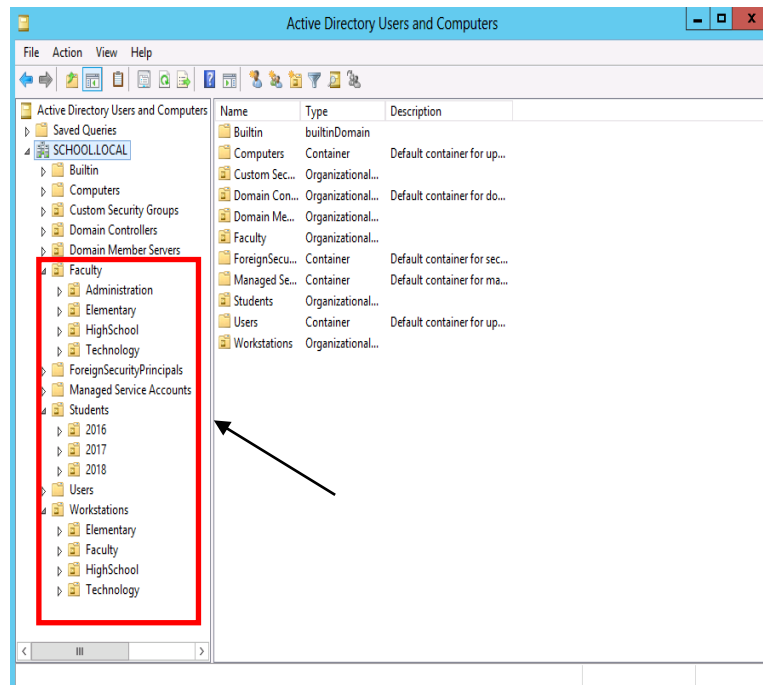 Active Directory Users and Computers
X
File Action View Help
Active Directory Users and Computers
Saved Queries
SCHOOL.LOCAL
Builtin
Computers
Custom Security Groups
Domain Controllers
Domain Member Servers
Faculty
Administration
Elementary
HighSchool
Technology
ForeignSecurityPrincipals
Managed Service Accounts
Students
2016
2017
2018
Users
Workstations
Elementary
Faculty
HighSchool
Technology
Name Type Description
Builtin builtinDomain
Computers Container Default container for up...
Custom Sec... Organizational...
Domain Con... Organizational... Default container for do...
Domain Me... Organizational...
Faculty Organizational...
ForeignSecu... Container Default container for sec...
Managed Se... Container Default container for ma...
Students Organizational...
Users Container Default container for up...
Workstations Organizational...